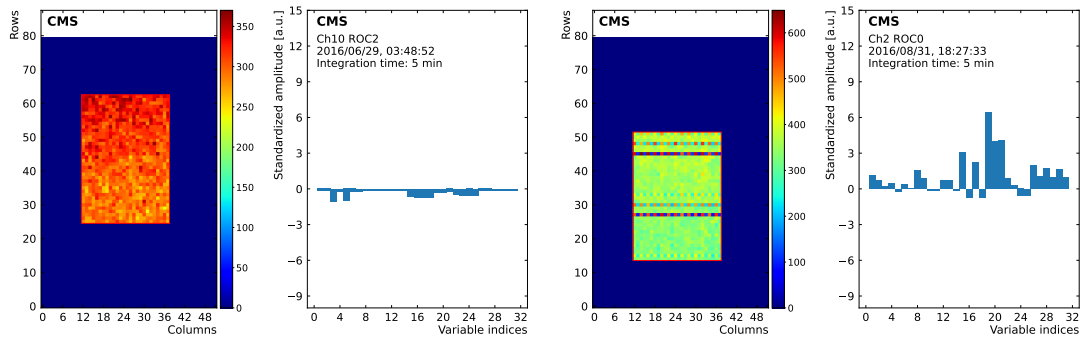 CMS
Rows
80
70
60
50
40
30
20
10
0
0 6 12 18 24 30 36 42 48
Columns
350
300
250
200
150
100
50
0
CMS
Ch10 ROC2
2016/06/29, 03:48:52
Integration time: 5 min
Standardized amplitude [a.u.]
15
12
9
6
3
0
−3
−6
−9
0 4 8 12 16 20 24 28 32
Variable indices
CMS
Rows
80
70
60
50
40
30
20
10
0
0 6 12 18 24 30 36 42 48
Columns
600
500
400
300
200
100
0
CMS
Ch2 ROC0
2016/08/31, 18:27:33
Integration time: 5 min
Standardized amplitude [a.u.]
15
12
9
6
3
0
−3
−6
−9
0 4 8 12 16 20 24 28 32
Variable indices